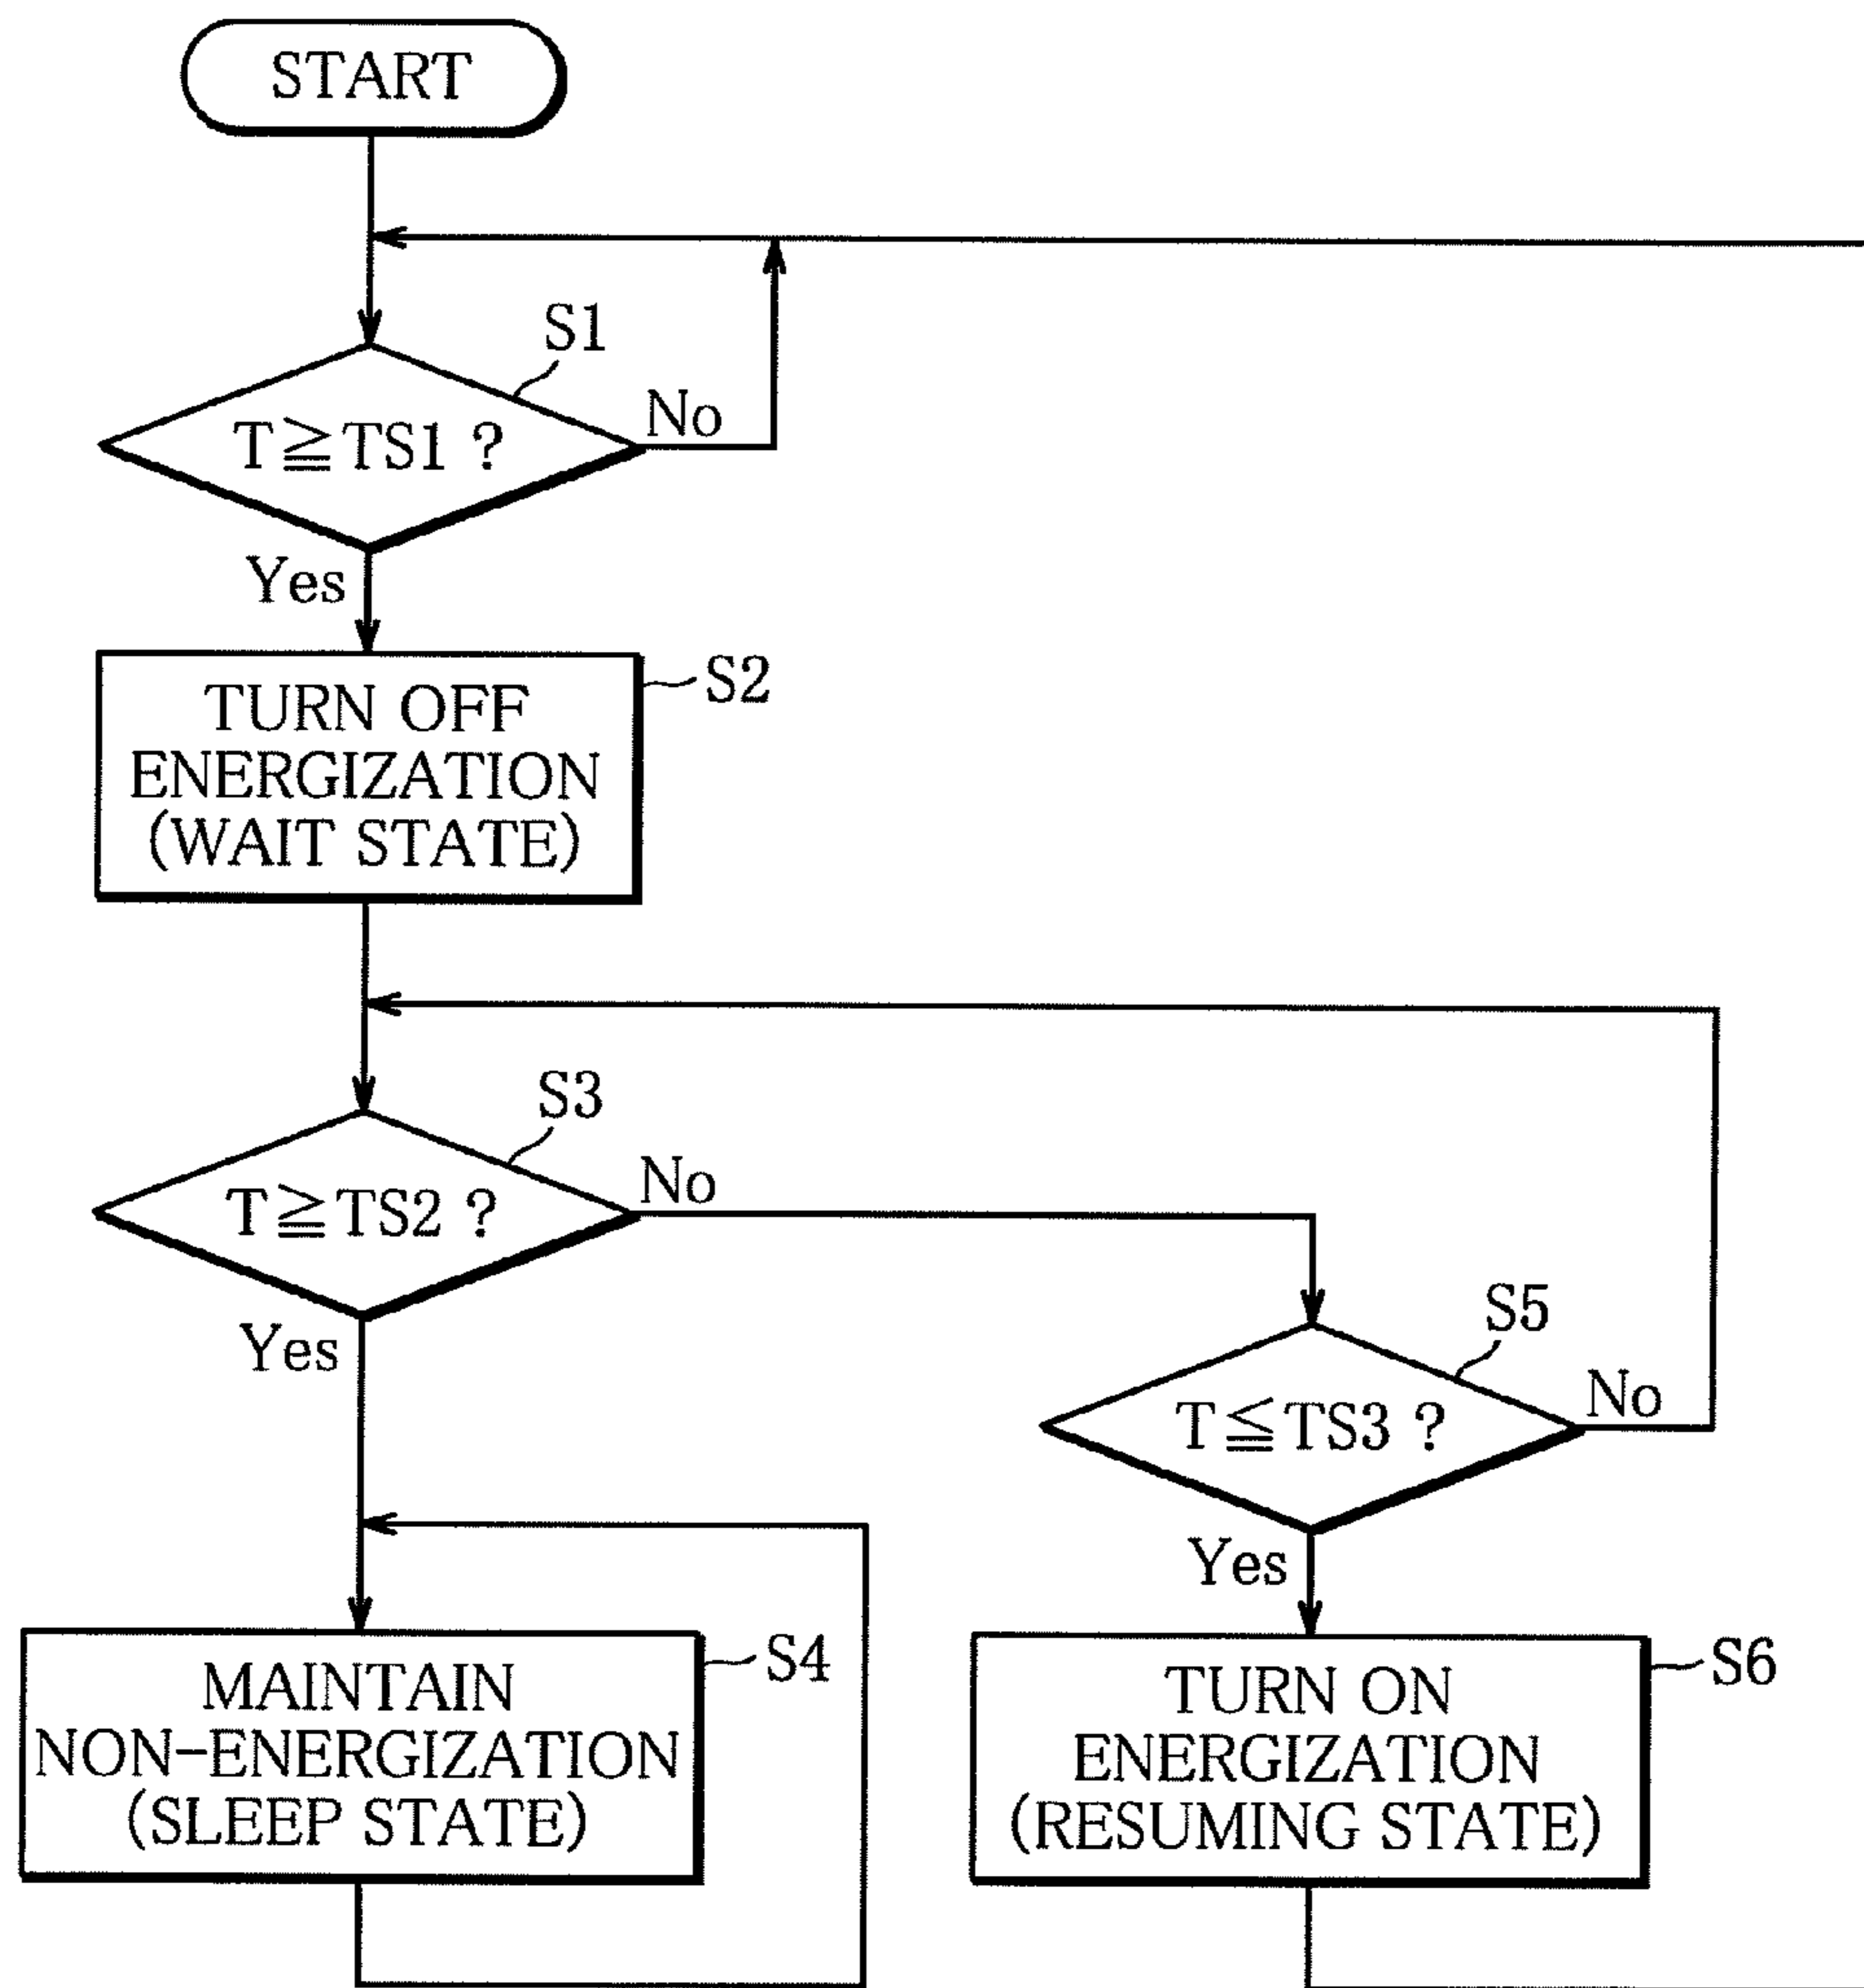 START
S1
T≧TS1 ?
No
Yes
S2
TURN OFF
ENERGIZATION
(WAIT STATE)
S3
T≧TS2 ?
No
Yes
S5
T≦TS3 ?
No
Yes
S4
MAINTAIN
NON-ENERGIZATION
(SLEEP STATE)
S6
TURN ON
ENERGIZATION
(RESUMING STATE)